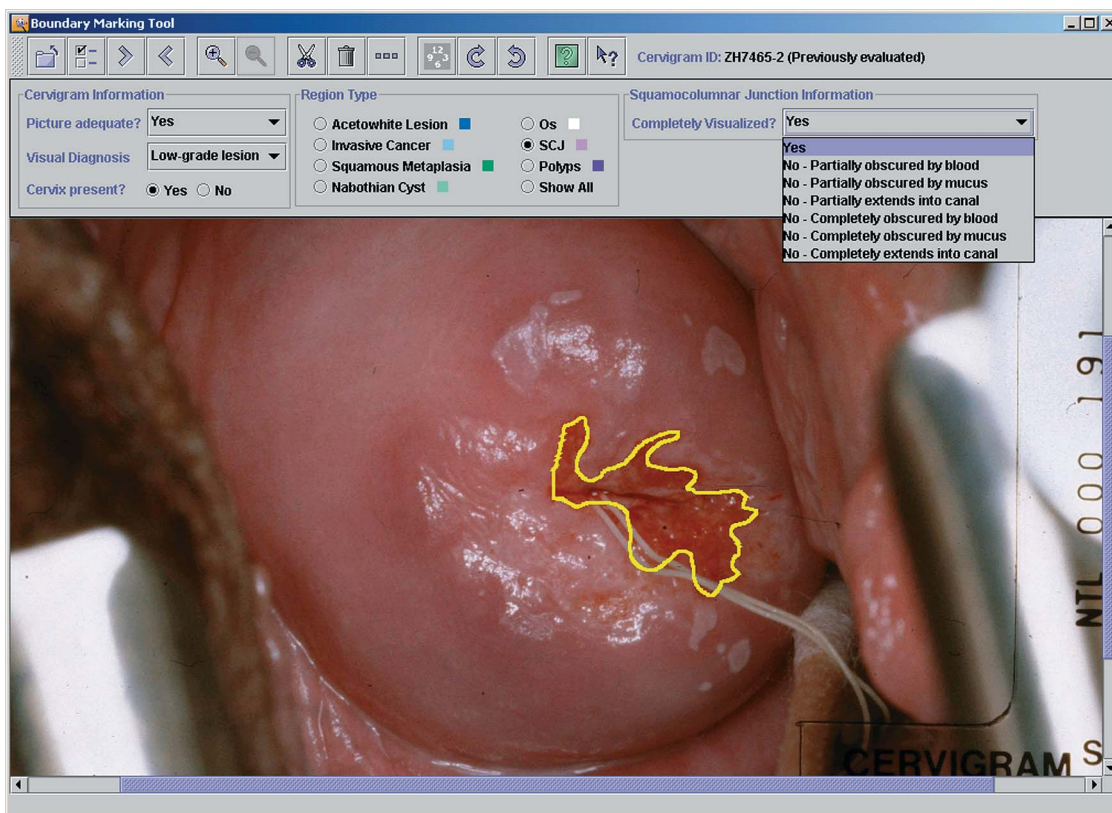 Boundary Marking Tool
12
9 3
6
?
?
Cervigram ID: ZH7465-2 (Previously evaluated)
Cervigram Information
Picture adequate? Yes
Visual Diagnosis Low-grade lesion
Cervix present? Yes No
Region Type
Acetowhite Lesion Os
Invasive Cancer SCJ
Squamous Metaplasia Polyps
Nabothian Cyst Show All
Squamocolumnar Junction Information
Completely Visualized? Yes
Yes
No - Partially obscured by blood
No - Partially obscured by mucus
No - Partially extends into canal
No - Completely obscured by blood
No - Completely obscured by mucus
No - Completely extends into canal
NTL 000 191
CERVIGRAM S